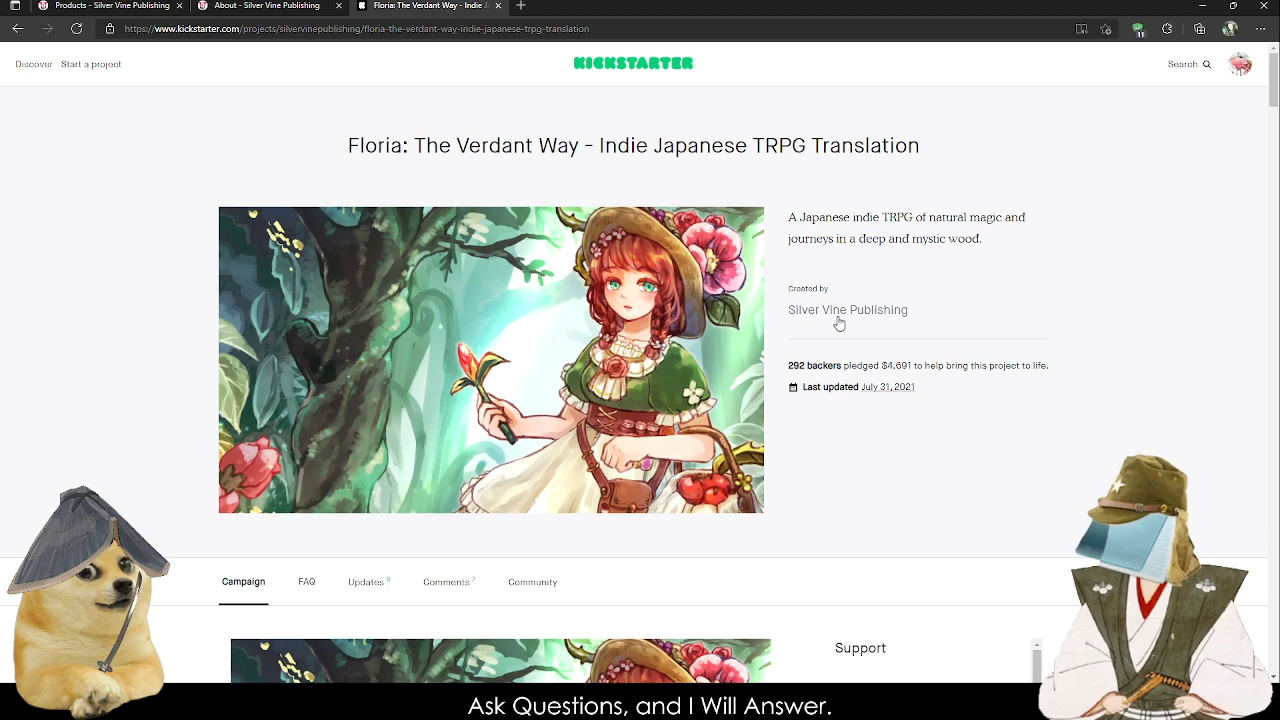 Products - Silver Vine Publishing
About - Silver Vine Publishing
Floria: The Verdant Way - Indie J
https://www.kickstarter.com/projects/silvervinepublishing/floria-the-verdant-way-indie-japanese-trpg-translation
11
Discover Start a project
KICKSTARTER
Search
Floria: The Verdant Way - Indie Japanese TRPG Translation
A Japanese indie TRPG of natural magic and
journeys in a deep and mystic wood.
Created by
Silver Vine Publishing
292 backers pledged $4,691 to help bring this project to life.
Last updated July 31, 2021
Campaign FAQ Updates 8 Comments 7 Community
Support
Ask Questions, and I Will Answer.